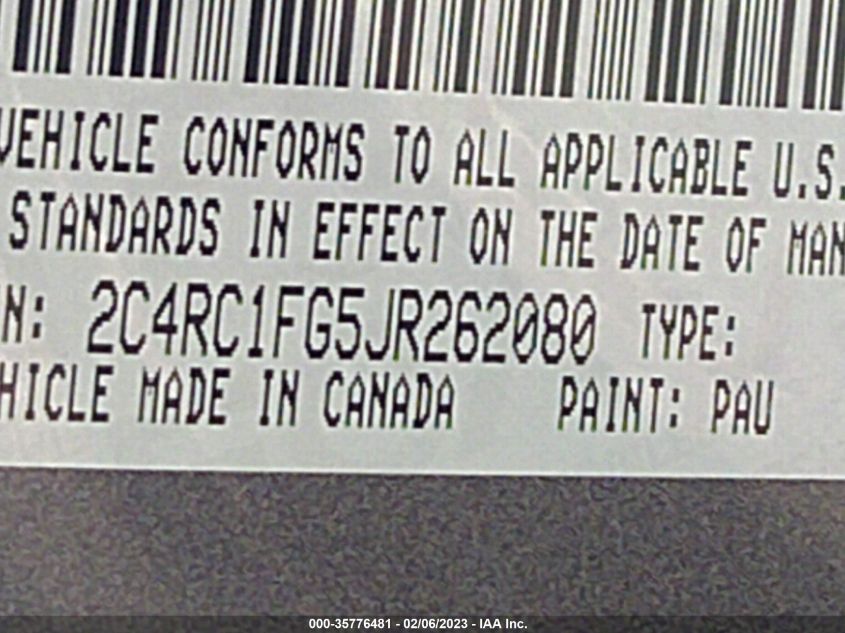 VEHICLE CONFORMS TO ALL APPLICABLE U.S.
STANDARDS IN EFFECT ON THE DATE OF MAN
N: 2C4RC1FG5JR262080 TYPE:
HICLE MADE IN CANADA PAINT: PAU
000-35776481 - 02/06/2023 - IAA Inc.